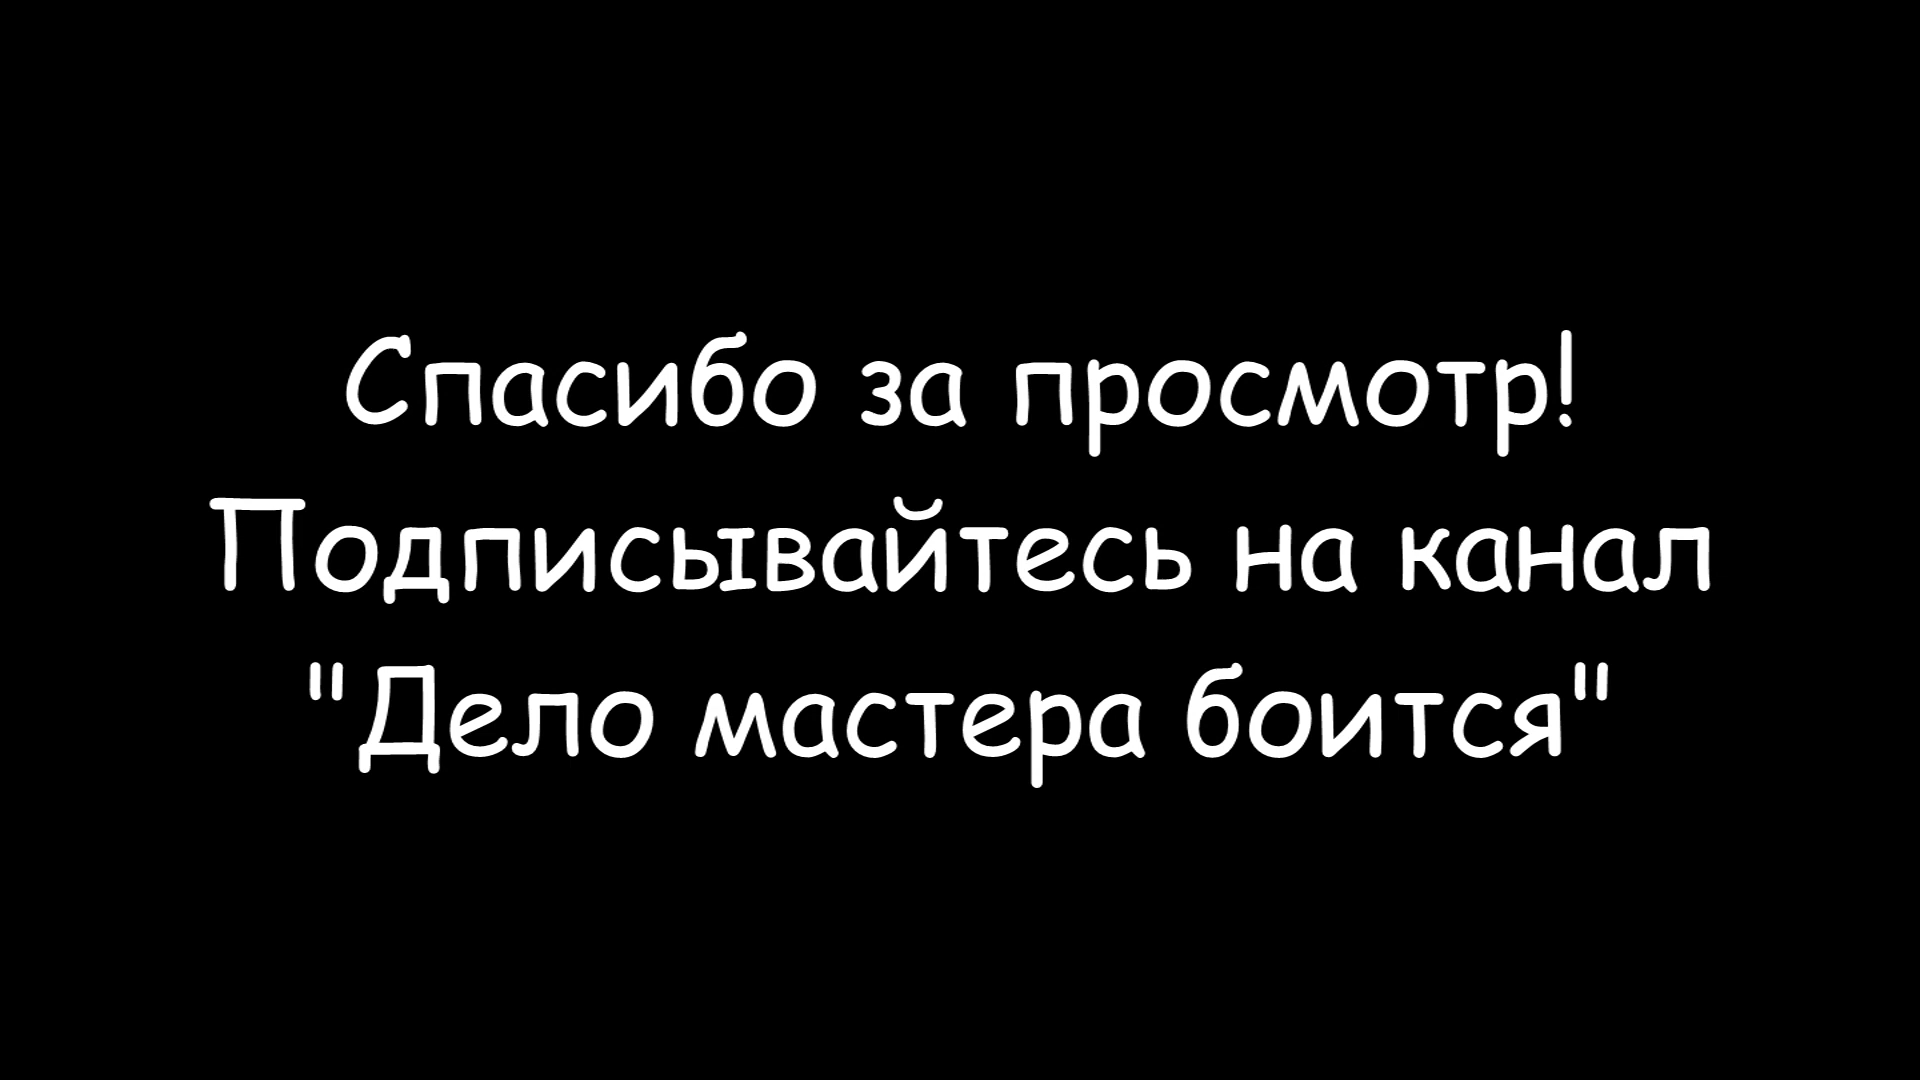 Спасибо за просмотр!
Подписывайтесь на канал
"Дело мастера боится"